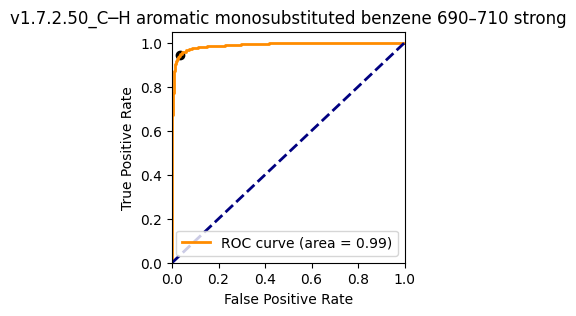 v1.7.2.50_C─H aromatic monosubstituted benzene 690–710 strong
1.0
0.8
0.6
0.4
0.2
0.0
True Positive Rate
ROC curve (area = 0.99)
0.0 0.2 0.4 0.6 0.8 1.0
False Positive Rate